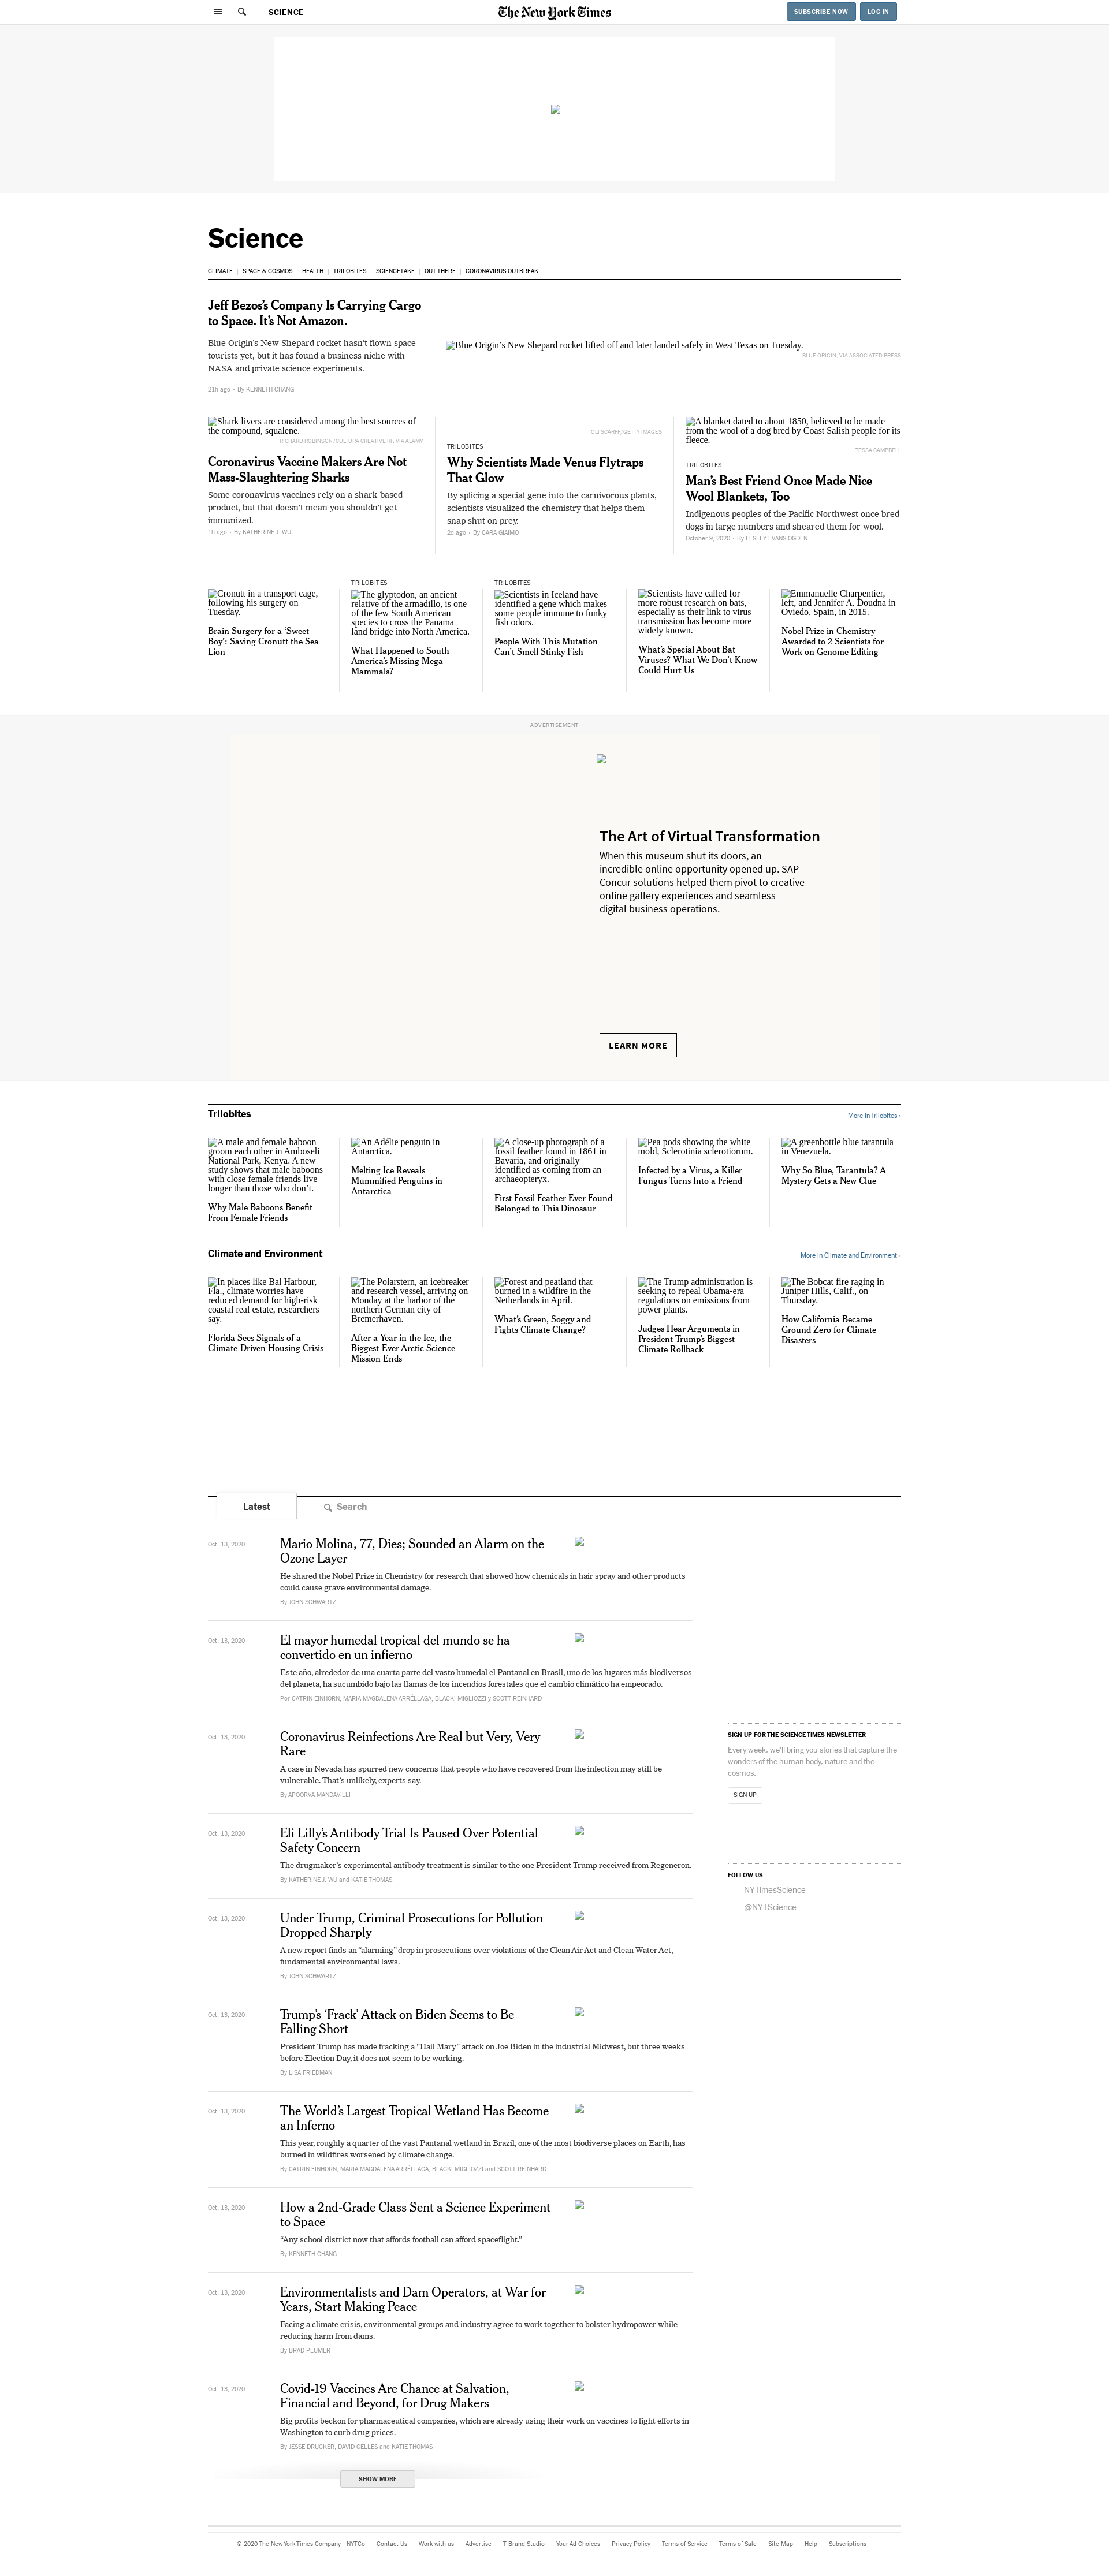 SCIENCE
The New York Times
SUBSCRIBE NOW
LOG IN
Science
CLIMATE
SPACE & COSMOS
HEALTH
TRILOBITES
SCIENCETAKE
OUT THERE
CORONAVIRUS OUTBREAK
Jeff Bezos’s Company Is Carrying Cargo
to Space. It’s Not Amazon.
Blue Origin’s New Shepard rocket hasn’t flown space
tourists yet, but it has found a business niche with
NASA and private science experiments.
21h ago • By KENNETH CHANG
Blue Origin’s New Shepard rocket lifted off and later landed safely in West Texas on Tuesday.
BLUE ORIGIN, VIA ASSOCIATED PRESS
Shark livers are considered among the best sources of
the compound, squalene.
RICHARD ROBINSON/CULTURA CREATIVE RF, VIA ALAMY
Coronavirus Vaccine Makers Are Not
Mass-Slaughtering Sharks
Some coronavirus vaccines rely on a shark-based
product, but that doesn’t mean you shouldn’t get
immunized.
1h ago • By KATHERINE J. WU
OLI SCARFF/GETTY IMAGES
TRILOBITES
Why Scientists Made Venus Flytraps
That Glow
By splicing a special gene into the carnivorous plants,
scientists visualized the chemistry that helps them
snap shut on prey.
2d ago • By CARA GIAIMO
A blanket dated to about 1850, believed to be made
from the wool of a dog bred by Coast Salish people for its
fleece.
TESSA CAMPBELL
TRILOBITES
Man’s Best Friend Once Made Nice
Wool Blankets, Too
Indigenous peoples of the Pacific Northwest once bred
dogs in large numbers and sheared them for wool.
October 9, 2020 • By LESLEY EVANS OGDEN
Cronutt in a transport cage,
following his surgery on
Tuesday.
Brain Surgery for a ‘Sweet
Boy’: Saving Cronutt the Sea
Lion
TRILOBITES
The glyptodon, an ancient
relative of the armadillo, is one
of the few South American
species to cross the Panama
land bridge into North America.
What Happened to South
America’s Missing Mega-
Mammals?
TRILOBITES
Scientists in Iceland have
identified a gene which makes
some people immune to funky
fish odors.
People With This Mutation
Can’t Smell Stinky Fish
Scientists have called for
more robust research on bats,
especially as their link to virus
transmission has become more
widely known.
What’s Special About Bat
Viruses? What We Don’t Know
Could Hurt Us
Emmanuelle Charpentier,
left, and Jennifer A. Doudna in
Oviedo, Spain, in 2015.
Nobel Prize in Chemistry
Awarded to 2 Scientists for
Work on Genome Editing
ADVERTISEMENT
The Art of Virtual Transformation
When this museum shut its doors, an
incredible online opportunity opened up. SAP
Concur solutions helped them pivot to creative
online gallery experiences and seamless
digital business operations.
LEARN MORE
Trilobites
More in Trilobites ›
A male and female baboon
groom each other in Amboseli
National Park, Kenya. A new
study shows that male baboons
with close female friends live
longer than those who don’t.
Why Male Baboons Benefit
From Female Friends
An Adélie penguin in
Antarctica.
Melting Ice Reveals
Mummified Penguins in
Antarctica
A close-up photograph of a
fossil feather found in 1861 in
Bavaria, and originally
identified as coming from an
archaeopteryx.
First Fossil Feather Ever Found
Belonged to This Dinosaur
Pea pods showing the white
mold, Sclerotinia sclerotiorum.
Infected by a Virus, a Killer
Fungus Turns Into a Friend
A greenbottle blue tarantula
in Venezuela.
Why So Blue, Tarantula? A
Mystery Gets a New Clue
Climate and Environment
More in Climate and Environment ›
In places like Bal Harbour,
Fla., climate worries have
reduced demand for high-risk
coastal real estate, researchers
say.
Florida Sees Signals of a
Climate-Driven Housing Crisis
The Polarstern, an icebreaker
and research vessel, arriving on
Monday at the harbor of the
northern German city of
Bremerhaven.
After a Year in the Ice, the
Biggest-Ever Arctic Science
Mission Ends
Forest and peatland that
burned in a wildfire in the
Netherlands in April.
What’s Green, Soggy and
Fights Climate Change?
The Trump administration is
seeking to repeal Obama-era
regulations on emissions from
power plants.
Judges Hear Arguments in
President Trump’s Biggest
Climate Rollback
The Bobcat fire raging in
Juniper Hills, Calif., on
Thursday.
How California Became
Ground Zero for Climate
Disasters
Latest
Search
Oct. 13, 2020
Mario Molina, 77, Dies; Sounded an Alarm on the
Ozone Layer
He shared the Nobel Prize in Chemistry for research that showed how chemicals in hair spray and other products
could cause grave environmental damage.
By JOHN SCHWARTZ
Oct. 13, 2020
El mayor humedal tropical del mundo se ha
convertido en un infierno
Este año, alrededor de una cuarta parte del vasto humedal el Pantanal en Brasil, uno de los lugares más biodiversos
del planeta, ha sucumbido bajo las llamas de los incendios forestales que el cambio climático ha empeorado.
Por CATRIN EINHORN, MARIA MAGDALENA ARRÉLLAGA, BLACKI MIGLIOZZI y SCOTT REINHARD
Oct. 13, 2020
Coronavirus Reinfections Are Real but Very, Very
Rare
A case in Nevada has spurred new concerns that people who have recovered from the infection may still be
vulnerable. That’s unlikely, experts say.
By APOORVA MANDAVILLI
Oct. 13, 2020
Eli Lilly’s Antibody Trial Is Paused Over Potential
Safety Concern
The drugmaker’s experimental antibody treatment is similar to the one President Trump received from Regeneron.
By KATHERINE J. WU and KATIE THOMAS
Oct. 13, 2020
Under Trump, Criminal Prosecutions for Pollution
Dropped Sharply
A new report finds an “alarming” drop in prosecutions over violations of the Clean Air Act and Clean Water Act,
fundamental environmental laws.
By JOHN SCHWARTZ
Oct. 13, 2020
Trump’s ‘Frack’ Attack on Biden Seems to Be
Falling Short
President Trump has made fracking a “Hail Mary” attack on Joe Biden in the industrial Midwest, but three weeks
before Election Day, it does not seem to be working.
By LISA FRIEDMAN
Oct. 13, 2020
The World’s Largest Tropical Wetland Has Become
an Inferno
This year, roughly a quarter of the vast Pantanal wetland in Brazil, one of the most biodiverse places on Earth, has
burned in wildfires worsened by climate change.
By CATRIN EINHORN, MARIA MAGDALENA ARRÉLLAGA, BLACKI MIGLIOZZI and SCOTT REINHARD
Oct. 13, 2020
How a 2nd-Grade Class Sent a Science Experiment
to Space
“Any school district now that affords football can afford spaceflight.”
By KENNETH CHANG
Oct. 13, 2020
Environmentalists and Dam Operators, at War for
Years, Start Making Peace
Facing a climate crisis, environmental groups and industry agree to work together to bolster hydropower while
reducing harm from dams.
By BRAD PLUMER
Oct. 13, 2020
Covid-19 Vaccines Are Chance at Salvation,
Financial and Beyond, for Drug Makers
Big profits beckon for pharmaceutical companies, which are already using their work on vaccines to fight efforts in
Washington to curb drug prices.
By JESSE DRUCKER, DAVID GELLES and KATIE THOMAS
SHOW MORE
SIGN UP FOR THE SCIENCE TIMES NEWSLETTER
Every week, we’ll bring you stories that capture the
wonders of the human body, nature and the
cosmos.
SIGN UP
FOLLOW US
NYTimesScience
@NYTScience
© 2020 The New York Times Company
NYTCo
Contact Us
Work with us
Advertise
T Brand Studio
Your Ad Choices
Privacy Policy
Terms of Service
Terms of Sale
Site Map
Help
Subscriptions